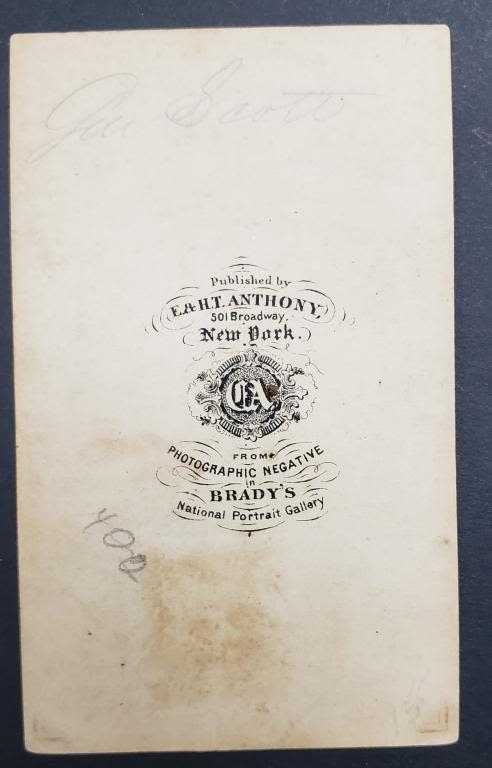 Gen Scott
Published by
E. & H.T. ANTHONY,
501 Broadway,
New York.
FROM
PHOTOGRAPHIC NEGATIVE
in
BRADY'S
National Portrait Gallery
400